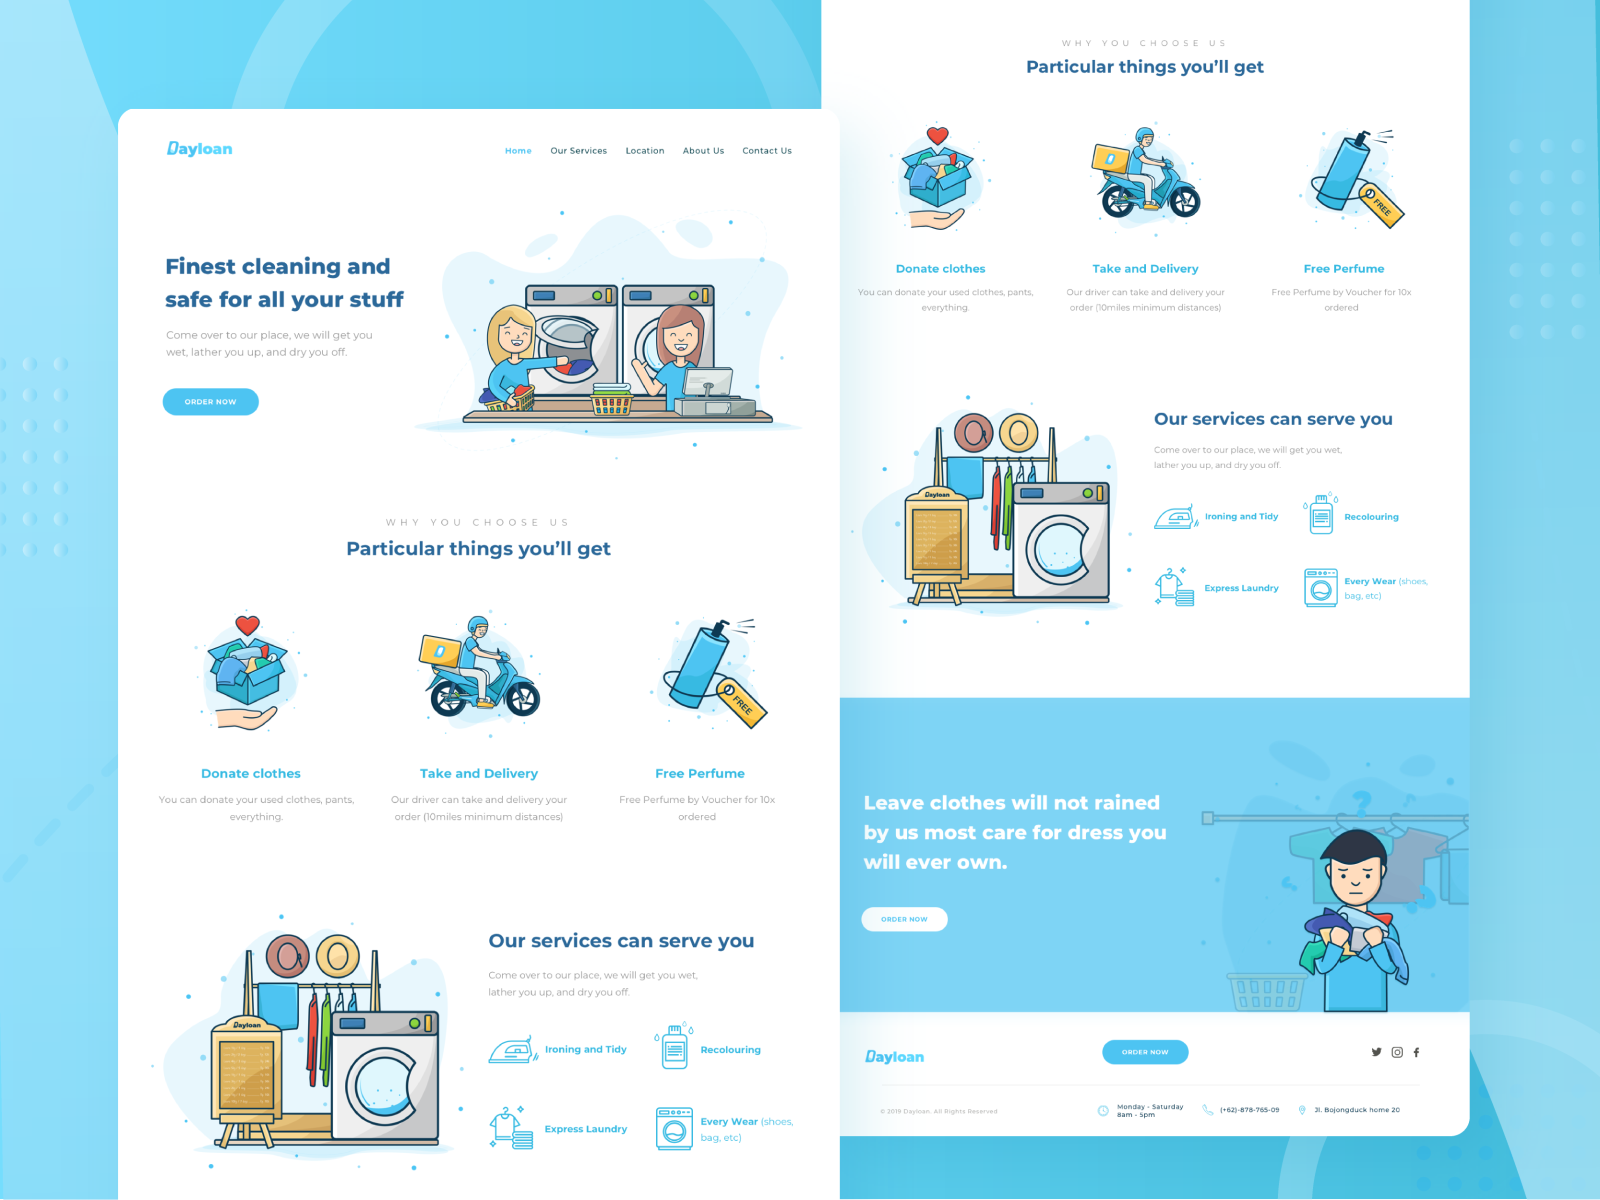 Dayloan
Home Our Services Location About Us Contact Us
Finest cleaning and
safe for all your stuff
Come over to our place, we will get you
wet, lather you up, and dry you off.
ORDER NOW
WHY YOU CHOOSE US
Particular things you'll get
D
FREE
Donate clothes
You can donate your used clothes, pants,
everything.
Take and Delivery
Our driver can take and delivery your
order (10miles minimum distances)
Free Perfume
Free Perfume by Voucher for 10x
ordered
Dayloan
Our services can serve you
Come over to our place, we will get you wet,
lather you up, and dry you off.
Ironing and Tidy
Recolouring
Express Laundry
Every Wear (shoes,
bag, etc)
WHY YOU CHOOSE US
Particular things you'll get
D
FREE
Donate clothes
You can donate your used clothes, pants,
everything.
Take and Delivery
Our driver can take and delivery your
order (10miles minimum distances)
Free Perfume
Free Perfume by Voucher for 10x
ordered
Dayloan
Our services can serve you
Come over to our place, we will get you wet,
lather you up, and dry you off.
Ironing and Tidy
Recolouring
Express Laundry
Every Wear (shoes,
bag, etc)
Leave clothes will not rained
by us most care for dress you
will ever own.
ORDER NOW
?
Dayloan
ORDER NOW
© 2019 Dayloan. All Rights Reserved
Monday - Saturday
8am - 5pm
(+62)-878-765-09
Jl. Bojongduck home 20